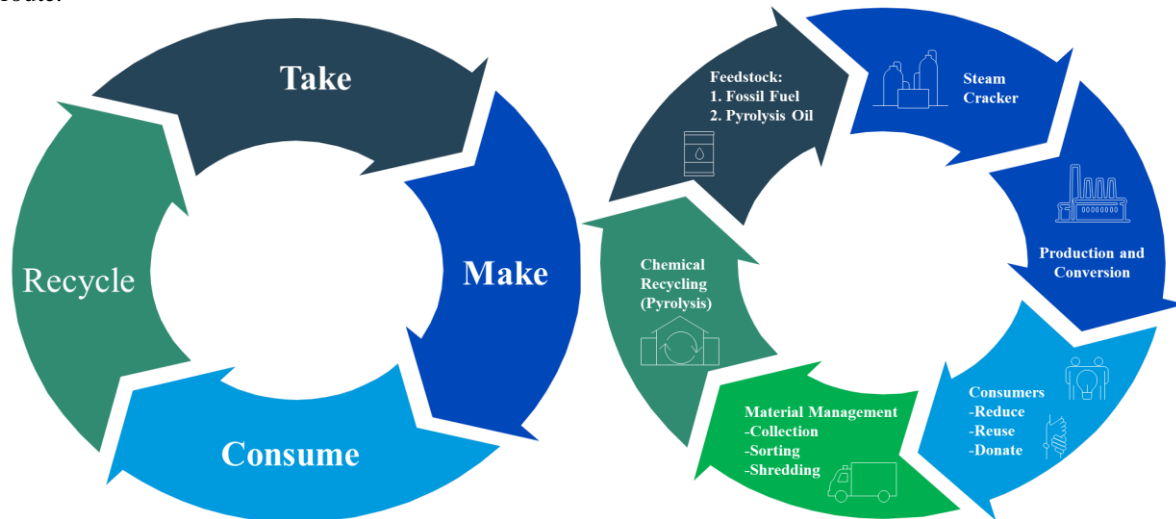 route.
Take
Make
Consume
Recycle
Feedstock:
1. Fossil Fuel
2. Pyrolysis Oil
Steam
Cracker
Production and
Conversion
Consumers
-Reduce
-Reuse
-Donate
Material Management
-Collection
-Sorting
-Shredding
Chemical
Recycling
(Pyrolysis)